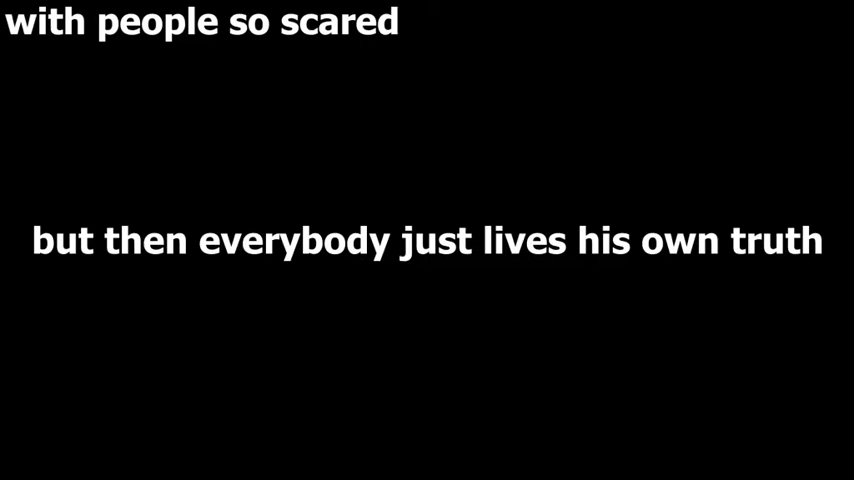 with people so scared
but then everybody just lives his own truth